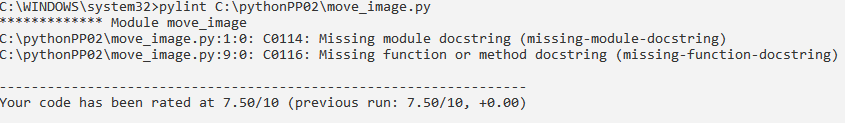 C:\WINDOWS\system32>pylint C:\pythonPP02\move_image.py
************* Module move_image
C:\pythonPP02\move_image.py:1:0: C0114: Missing module docstring (missing-module-docstring)
C:\pythonPP02\move_image.py:9:0: C0116: Missing function or method docstring (missing-function-docstring)
------------------------------------------------------------------
Your code has been rated at 7.50/10 (previous run: 7.50/10, +0.00)